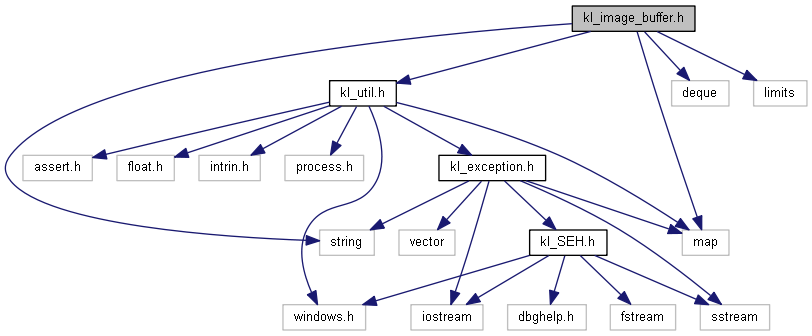 kl_image_buffer.h
kl_util.h
deque
limits
assert.h
float.h
intrin.h
process.h
kl_exception.h
string
vector
kl_SEH.h
map
windows.h
iostream
dbghelp.h
fstream
sstream